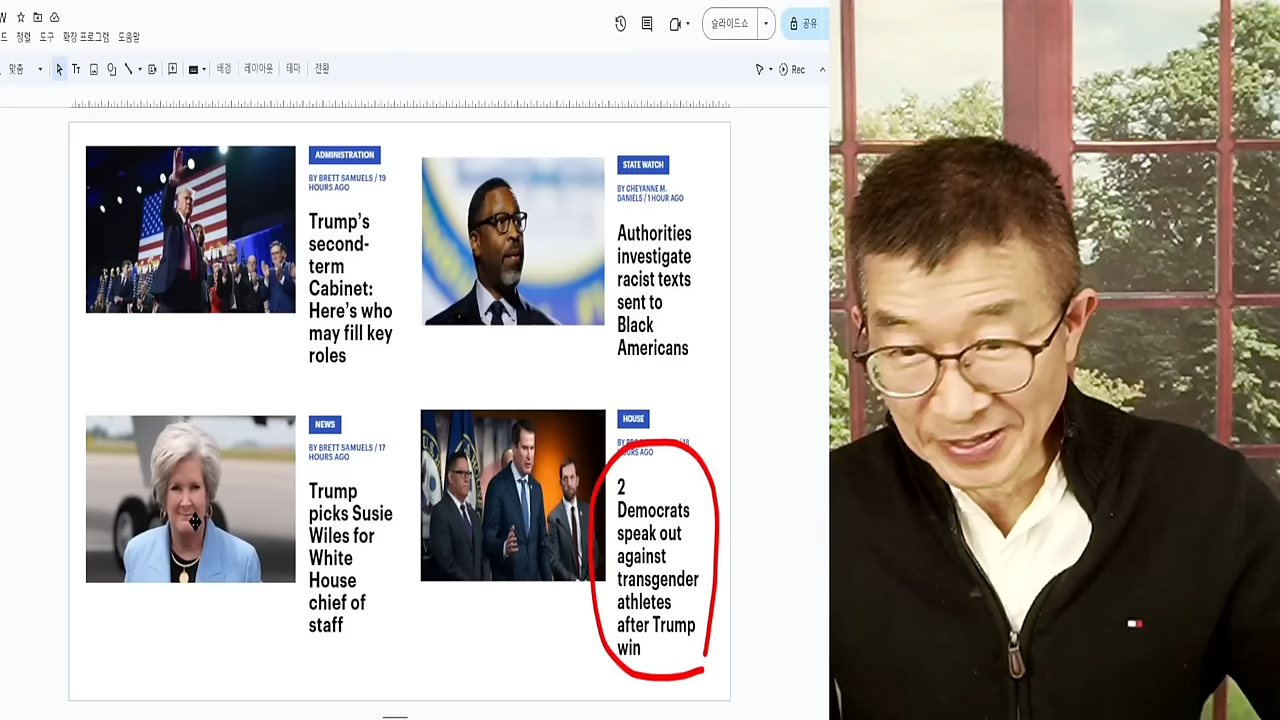 W
드 정렬 도구 확장 프로그램 도움말
슬라이드쇼
공유
맞춤
Tт
배경 레이아웃 테마 전환
Rec
ADMINISTRATION
BY BRETT SAMUELS / 19
HOURS AGO
Trump's
second-
term
Cabinet:
Here's who
may fill key
roles
STATE WATCH
BY CHEYANNE M.
DANIELS / 1 HOUR AGO
Authorities
investigate
racist texts
sent to
Black
Americans
NEWS
BY BRETT SAMUELS / 17
HOURS AGO
Trump
picks Susie
Wiles for
White
House
chief of
staff
HOUSE
HOURS AGO
2
Democrats
speak out
against
transgender
athletes
after Trump
win